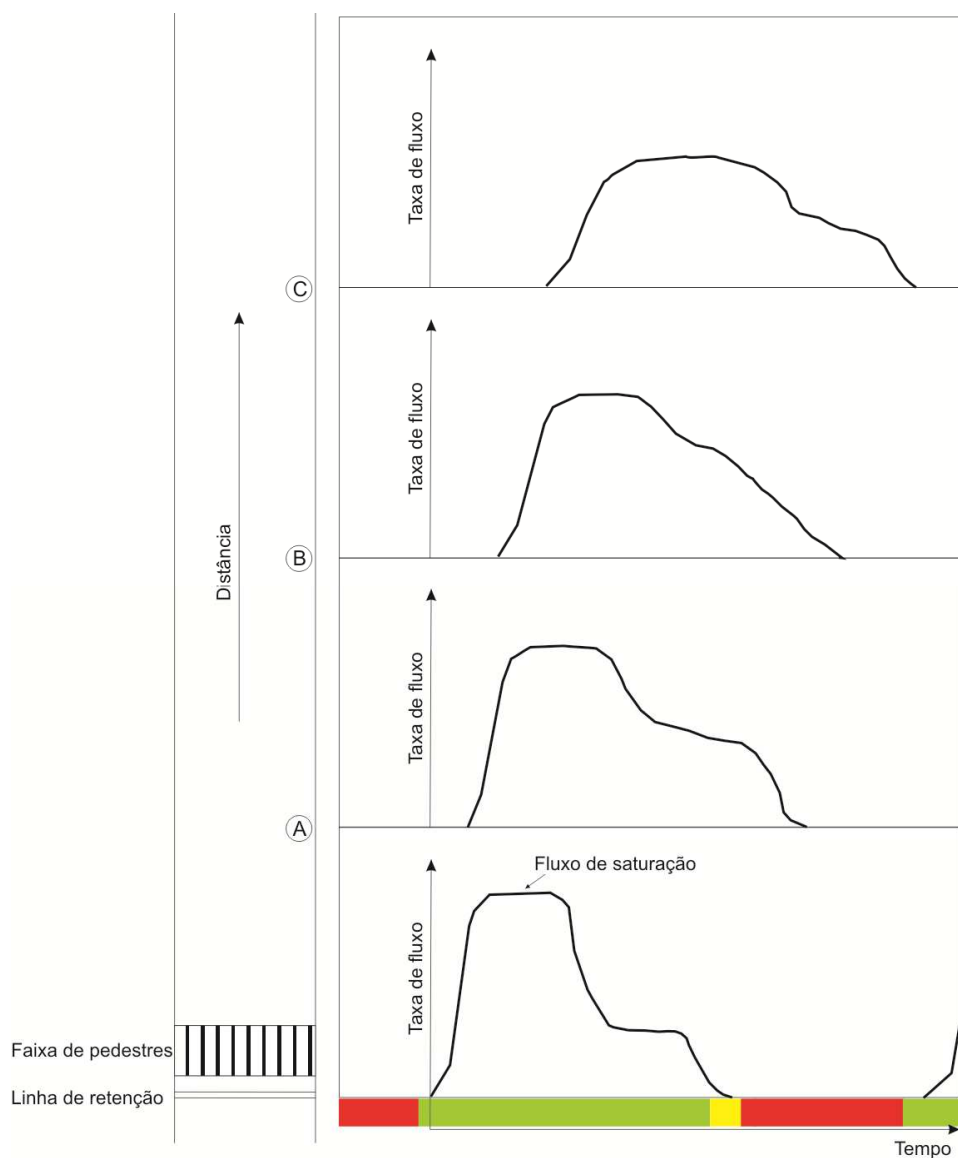 Taxa de fluxo
C
Taxa de fluxo
Distância
B
Taxa de fluxo
A
Fluxo de saturação
Taxa de fluxo
Faixa de pedestres
Linha de retenção
Tempo